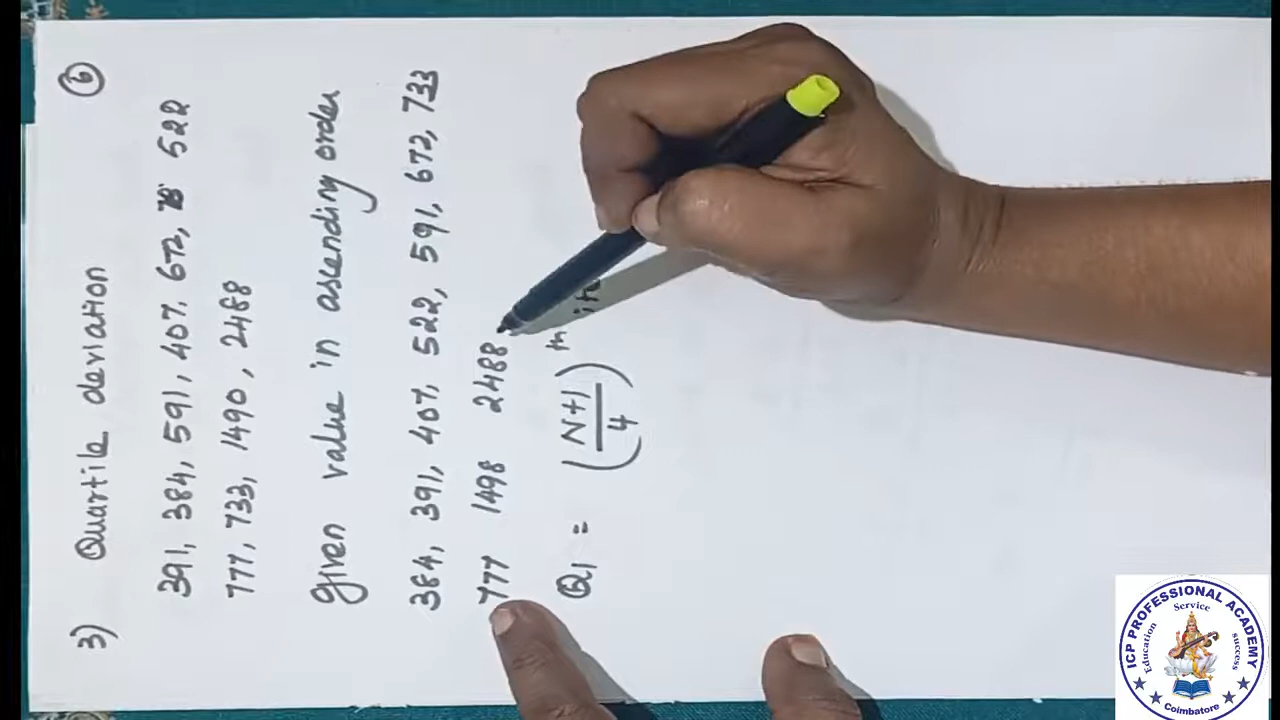 3) Quartile deviation 6
391, 384, 591, 407, 672, 522
777, 733, 1490, 2488
Given value in ascending order
384, 391, 407, 522, 591, 672, 733
777 1498 2488
Q1 = (N+1/4)th ite
ICP PROFESSIONAL ACADEMY
Service
Education
Success
Coimbatore